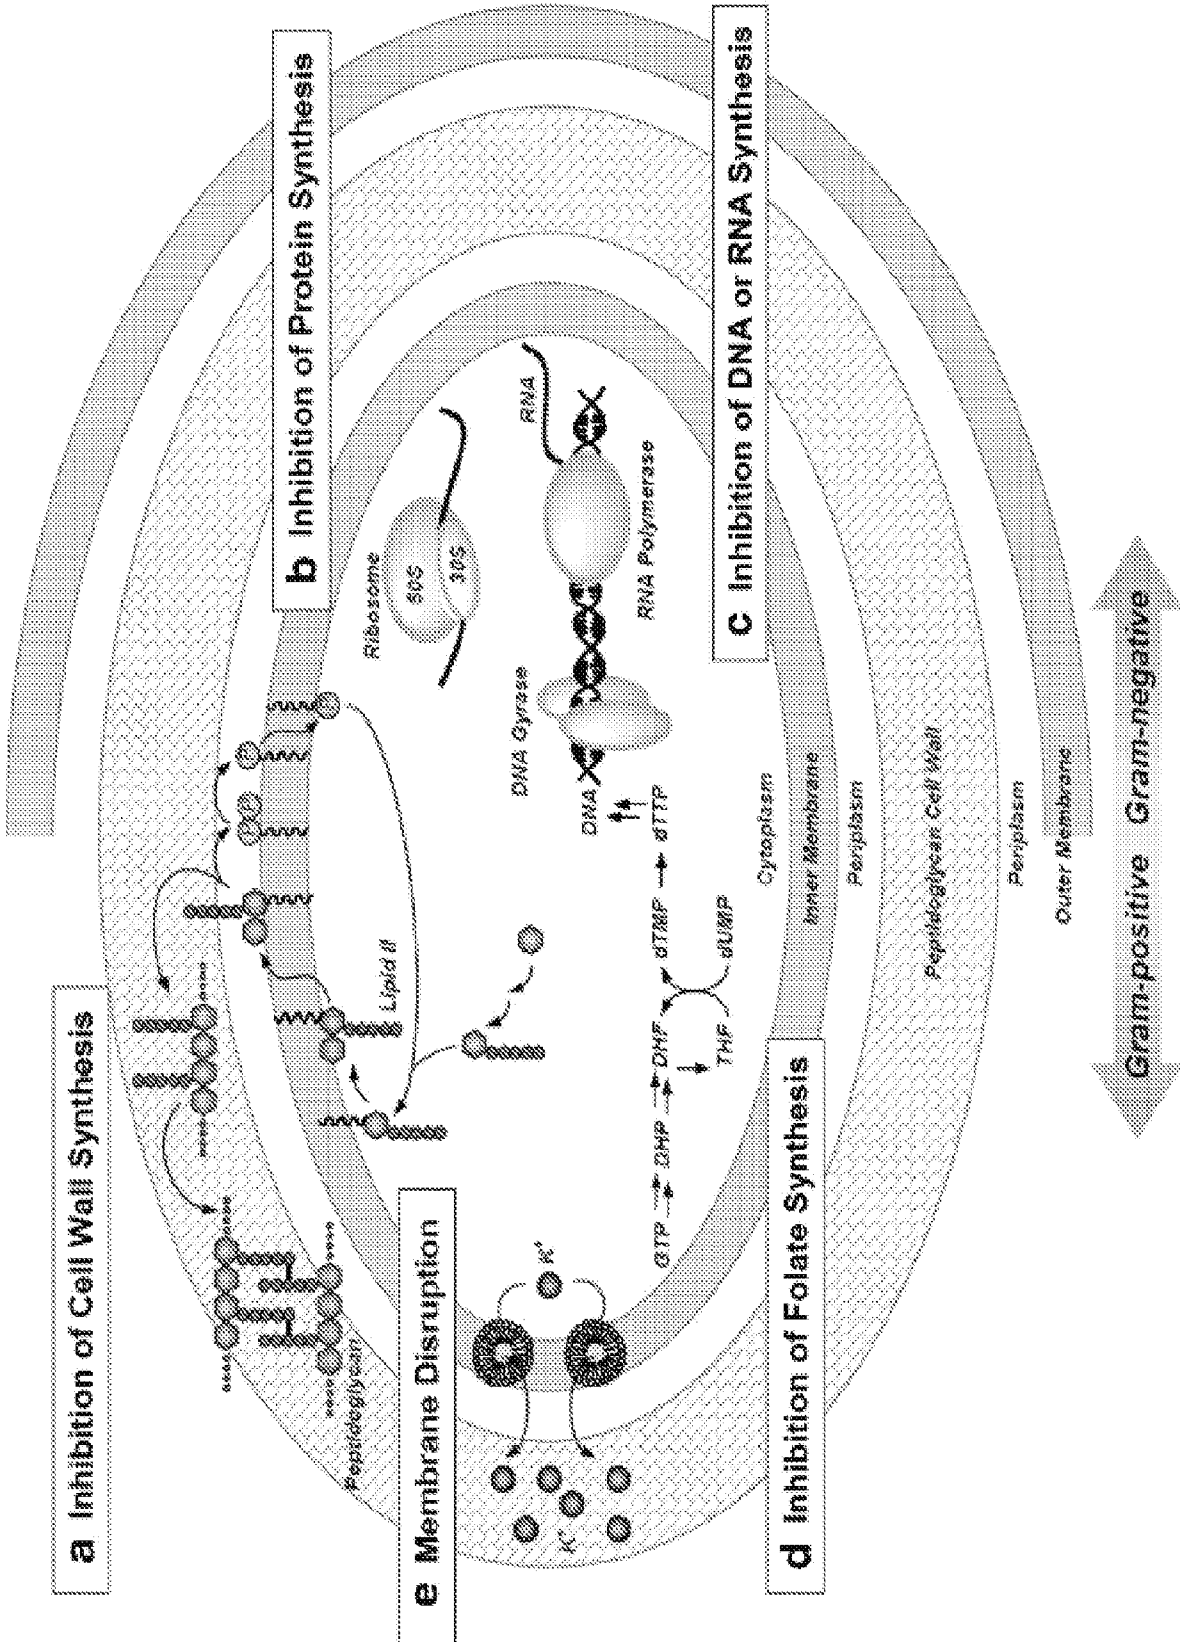 a Inhibition of Cell Wall Synthesis
b Inhibition of Protein Synthesis
Peptidoglycan
Lipid II
Ribosome
50S
30S
e Membrane Disruption
K+
K+
RNA
DNA Gyrase
DNA
RNA Polymerase
GTP
DHP
DHF
dTMP
dTTP
THF
dUMP
c Inhibition of DNA or RNA Synthesis
d Inhibition of Folate Synthesis
Cytoplasm
Inner Membrane
Periplasm
Peptidoglycan Cell Wall
Periplasm
Outer Membrane
Gram-positive Gram-negative